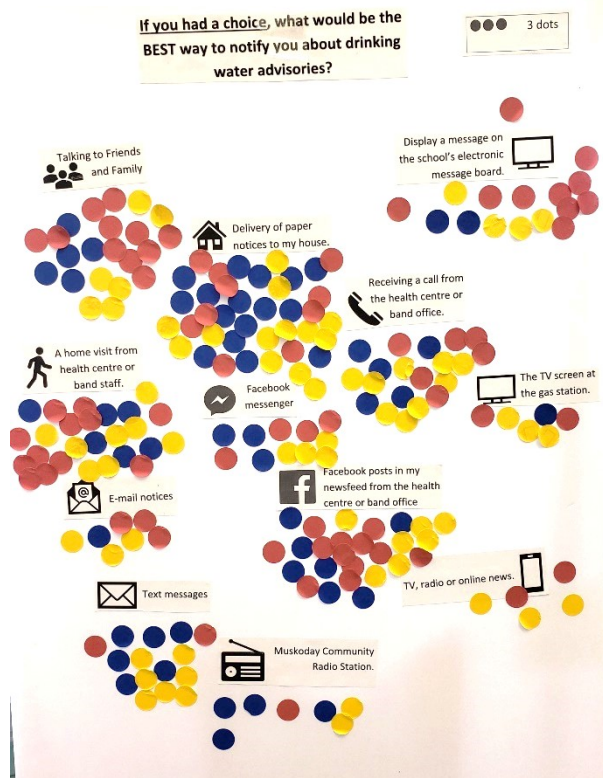 If you had a choice, what would be the
BEST way to notify you about drinking
water advisories?
3 dots
Talking to Friends
and Family
Display a message on
the school's electronic
message board.
Delivery of paper
notices to my house.
Receiving a call from
the health centre or
band office.
A home visit from
health centre or
band staff.
Facebook
messenger
The TV screen at
the gas station.
E-mail notices
Facebook posts in my
newsfeed from the health
centre or band office
TV, radio or online news.
Text messages
Muskoday Community
Radio Station.